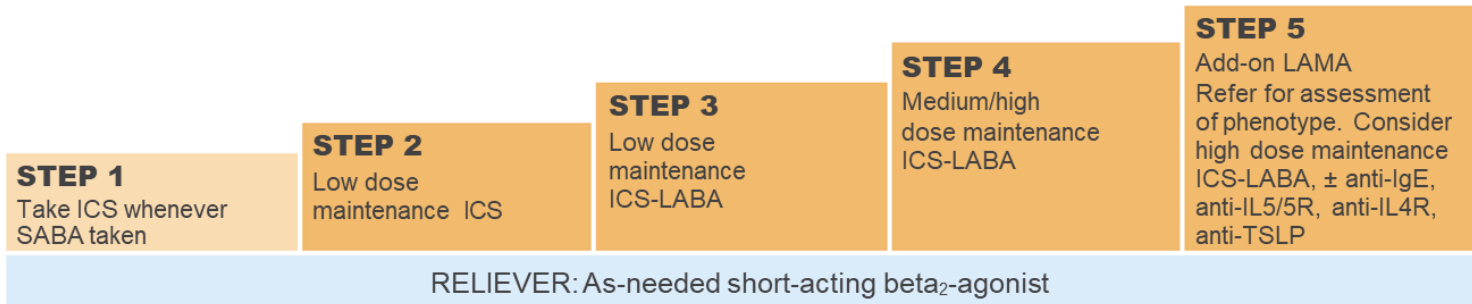 STEP 1
Take ICS whenever
SABA taken
STEP 2
Low dose
maintenance ICS
STEP 3
Low dose
maintenance
ICS-LABA
STEP 4
Medium/high
dose maintenance
ICS-LABA
STEP 5
Add-on LAMA
Refer for assessment
of phenotype. Consider
high dose maintenance
ICS-LABA, ± anti-IgE,
anti-IL5/5R, anti-IL4R,
anti-TSLP
RELIEVER: As-needed short-acting beta₂-agonist